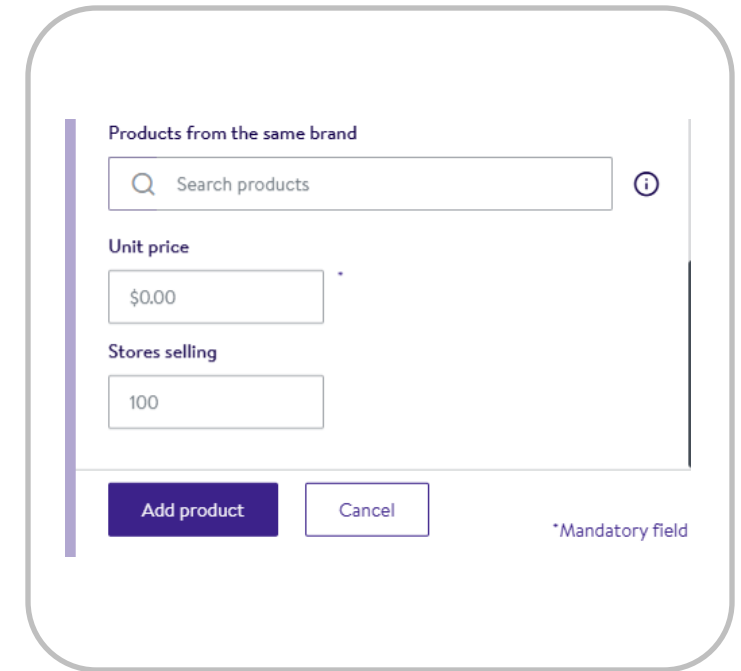 Products from the same brand
Search products
Unit price
*
$0.00
Stores selling
100
Add product
Cancel
*Mandatory field